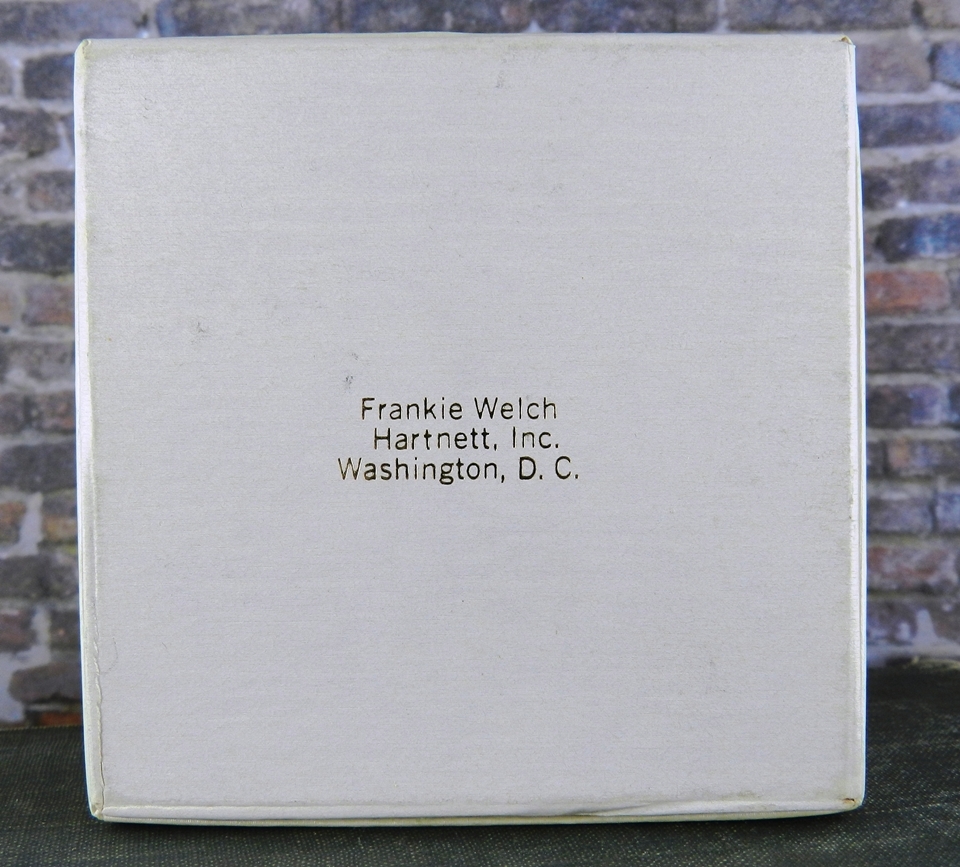 Frankie Welch
Hartnett, Inc.
Washington, D. C.